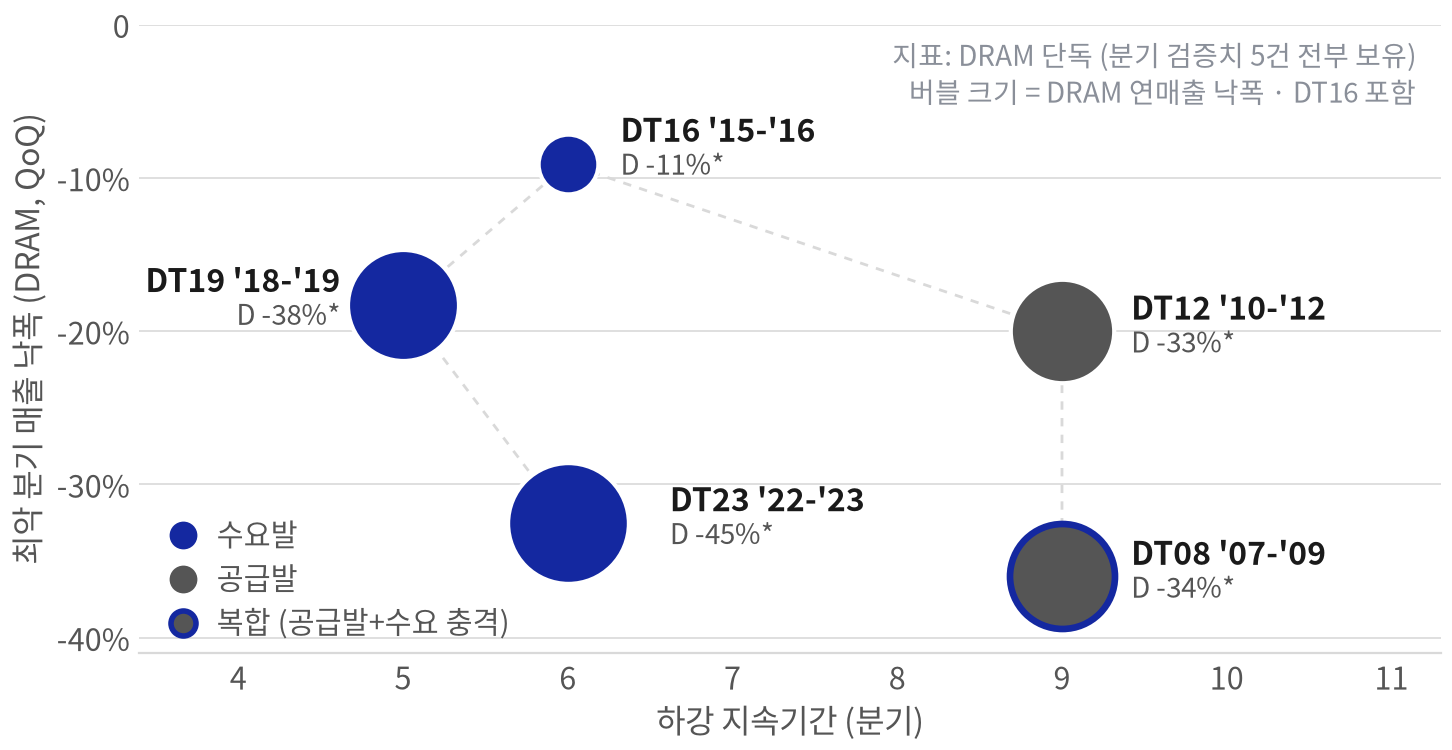 지표: DRAM 단독 (분기 검증치 5건 전부 보유)
버블 크기 = DRAM 연매출 낙폭 · DT16 포함
최악 분기 매출 낙폭 (DRAM, QoQ)
0
-10%
-20%
-30%
-40%
DT16 '15-'16
D -11%*
DT19 '18-'19
D -38%*
DT12 '10-'12
D -33%*
DT23 '22-'23
D -45%*
DT08 '07-'09
D -34%*
수요발
공급발
복합 (공급발+수요 충격)
4 5 6 7 8 9 10 11
하강 지속기간 (분기)